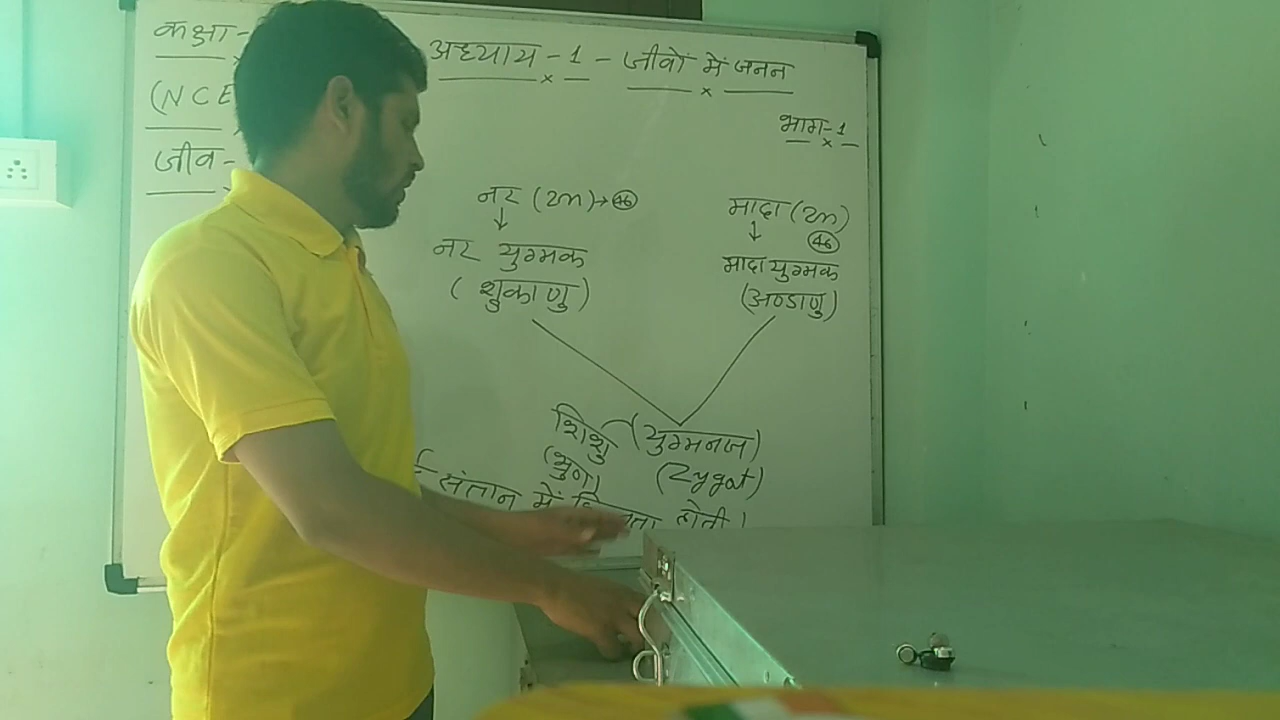 कक्षा-
अध्याय - 1 - जीवों में जनन
(NCE
भाग-1
जीव-
नर (2n)→ 46
मादा (2n)
46
नर युग्मक
मादा युग्मक
(शुक्राणु)
(अण्डाणु)
शिशु
(युग्मनज)
(भ्रुण)
(Zygot)
संतान में होती।